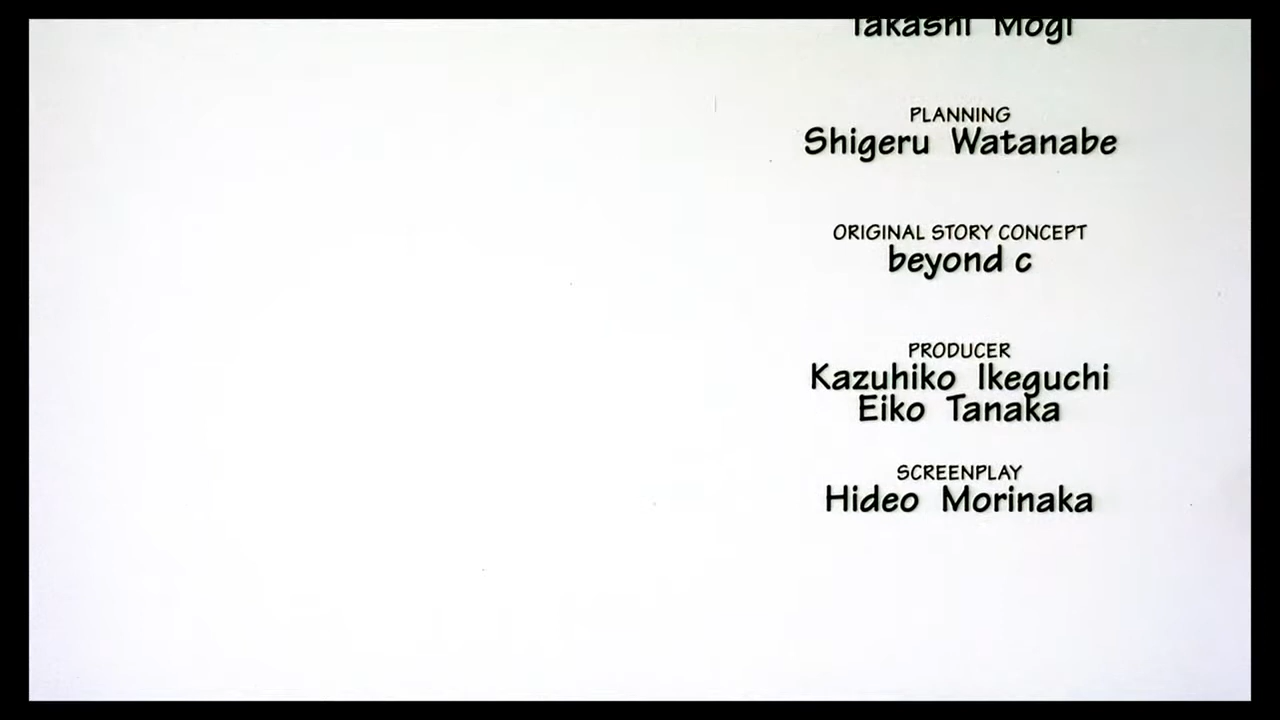 Takashi Mogi
PLANNING
Shigeru Watanabe
ORIGINAL STORY CONCEPT
beyond c
PRODUCER
Kazuhiko Ikeguchi
Eiko Tanaka
SCREENPLAY
Hideo Morinaka